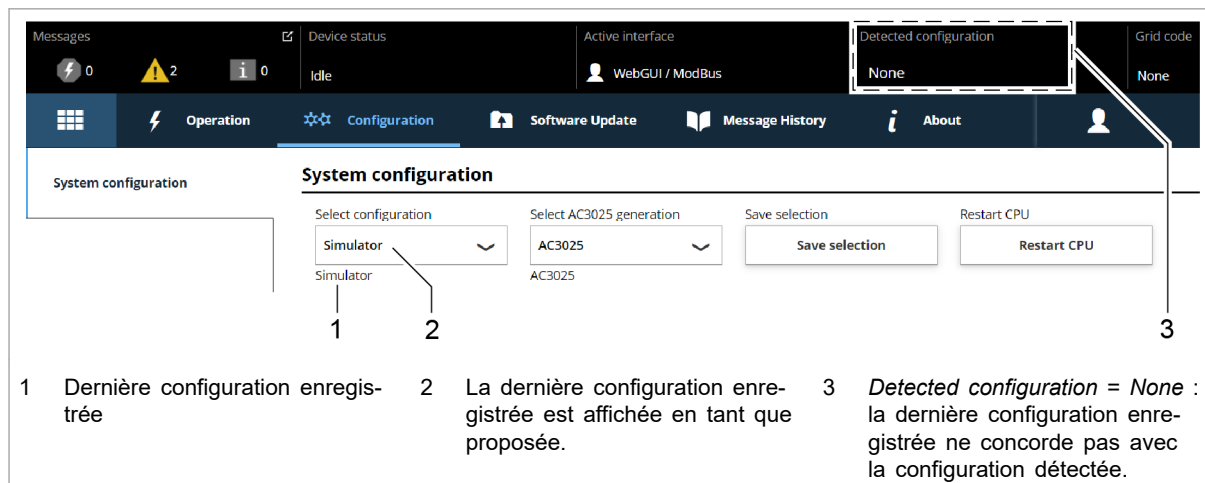 Messages
Device status
Active interface
Detected configuration
Grid code
0
2
0
Idle
WebGUI / ModBus
None
None
Operation
Configuration
Software Update
Message History
About
System configuration
System configuration
Select configuration
Select AC3025 generation
Save selection
Restart CPU
Simulator
AC3025
Save selection
Restart CPU
Simulator
AC3025
1
2
3
1 Dernière configuration enregis-
trée
2 La dernière configuration enre-
gistrée est affichée en tant que
proposée.
3 Detected configuration = None :
la dernière configuration enre-
gistrée ne concorde pas avec
la configuration détectée.